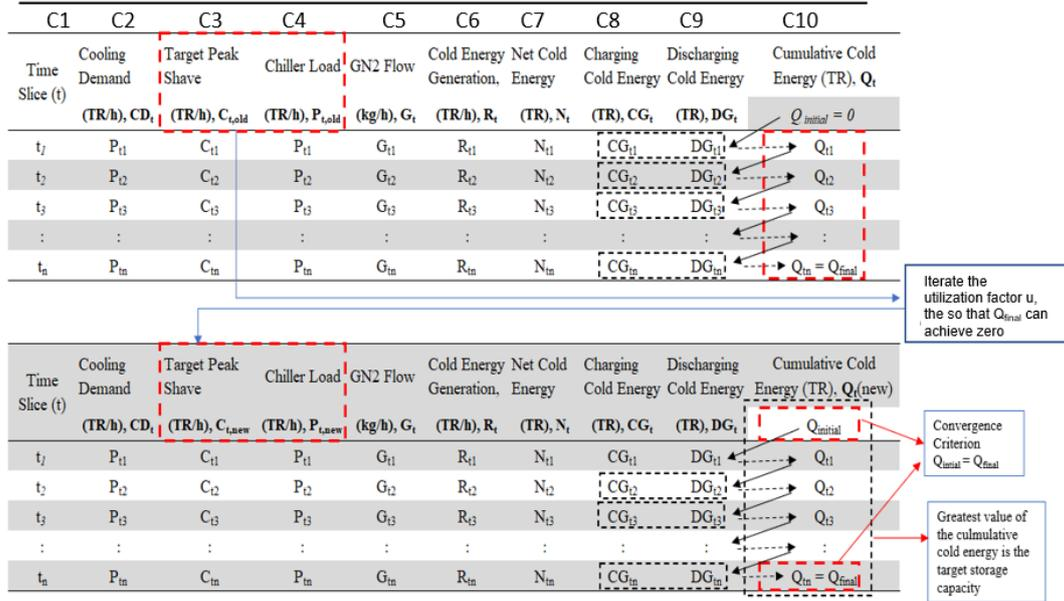 C1 C2 C3 C4 C5 C6 C7 C8 C9 C10
Cooling Target Peak Cold Energy Net Cold Charging Discharging Cumulative Cold
Time Demand Shave Chiller Load GN2 Flow Generation, Energy Cold Energy Cold Energy Energy (TR), Qt
Slice (t)
(TR/h), CDt (TR/h), Ct,old (TR/h), Pt,old (kg/h), Gt (TR/h), Rt (TR), Nt (TR), CGt (TR), DGt Q initial = 0
t1 Pt1 Ct1 Pt1 Gt1 Rt1 Nt1 CGt1 DGt1 Qt1
t2 Pt2 Ct2 Pt2 Gt2 Rt2 Nt2 CGt2 DGt2 Qt2
t3 Pt3 Ct3 Pt3 Gt3 Rt3 Nt3 CGt3 DGt3 Qt3
: : : : : : : : : :
tn Ptn Ctn Ptn Gtn Rtn Ntn CGtn DGtn Qtn = Qfinal
Iterate the
utilization factor u,
the so that Qfinal can
achieve zero
Cooling Target Peak Cold Energy Net Cold Charging Discharging Cumulative Cold
Time Demand Shave Chiller Load GN2 Flow Generation, Energy Cold Energy Cold Energy Energy (TR), Qt(new)
Slice (t)
(TR/h), CDt (TR/h), Ct,new (TR/h), Pt,new (kg/h), Gt (TR/h), Rt (TR), Nt (TR), CGt (TR), DGt Qinitial
t1 Pt1 Ct1 Pt1 Gt1 Rt1 Nt1 CGt1 DGt1 Qt1
t2 Pt2 Ct2 Pt2 Gt2 Rt2 Nt2 CGt2 DGt2 Qt2
t3 Pt3 Ct3 Pt3 Gt3 Rt3 Nt3 CGt3 DGt3 Qt3
: : : : : : : : : :
tn Ptn Ctn Ptn Gtn Rtn Ntn CGtn DGtn Qtn = Qfinal
Convergence
Criterion
Qintial = Qfinal
Greatest value of
the culmulative
cold energy is the
target storage
capacity